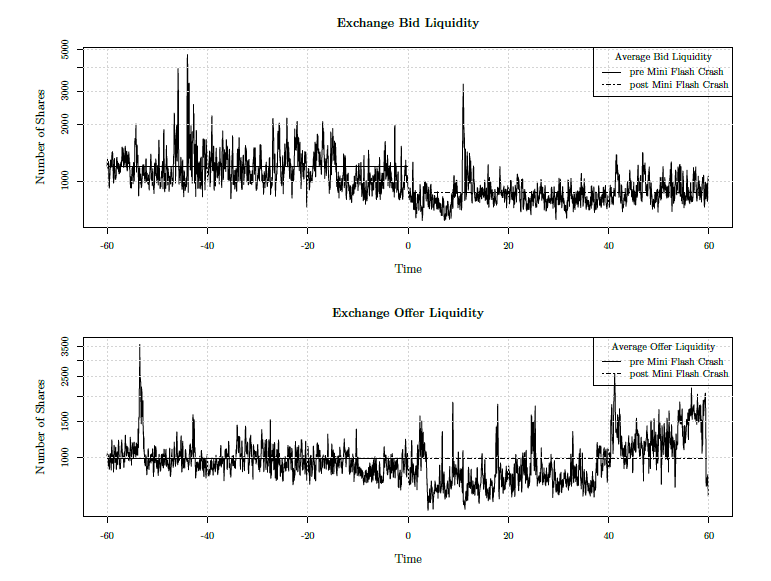 Exchange Bid Liquidity
Number of Shares
5000
3000
2000
1000
Average Bid Liquidity
pre Mini Flash Crash
post Mini Flash Crash
-60 -40 -20 0 20 40 60
Time
Exchange Offer Liquidity
Number of Shares
3500
2500
1500
1000
Average Offer Liquidity
pre Mini Flash Crash
post Mini Flash Crash
-60 -40 -20 0 20 40 60
Time